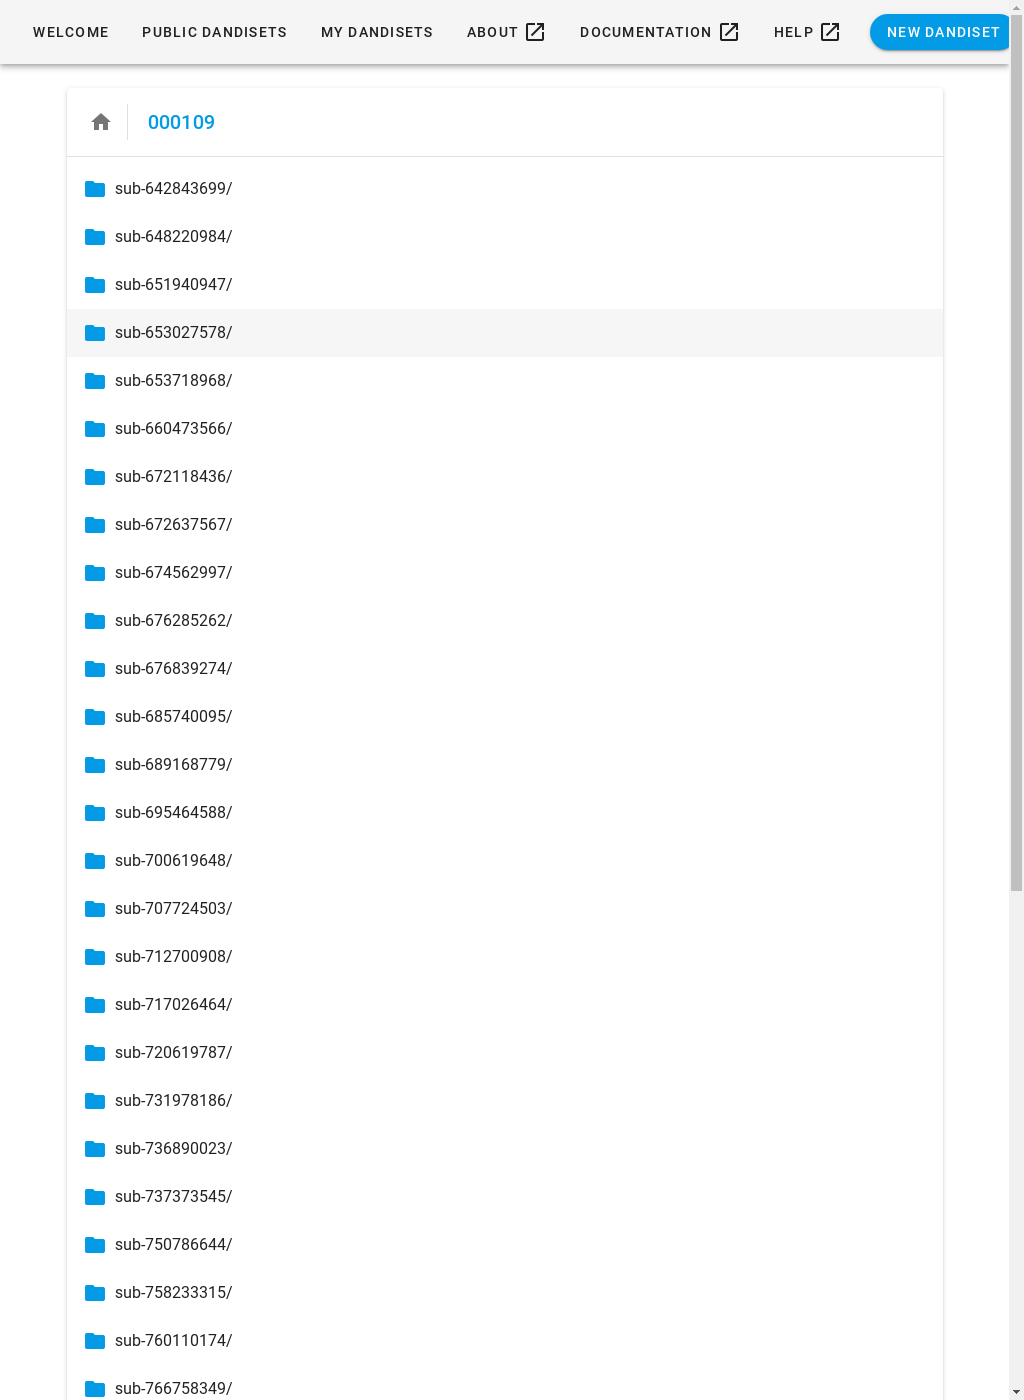 WELCOME PUBLIC DANDISETS MY DANDISETS ABOUT DOCUMENTATION HELP NEW DANDISET
000109
sub-642843699/
sub-648220984/
sub-651940947/
sub-653027578/
sub-653718968/
sub-660473566/
sub-672118436/
sub-672637567/
sub-674562997/
sub-676285262/
sub-676839274/
sub-685740095/
sub-689168779/
sub-695464588/
sub-700619648/
sub-707724503/
sub-712700908/
sub-717026464/
sub-720619787/
sub-731978186/
sub-736890023/
sub-737373545/
sub-750786644/
sub-758233315/
sub-760110174/
sub-766758349/